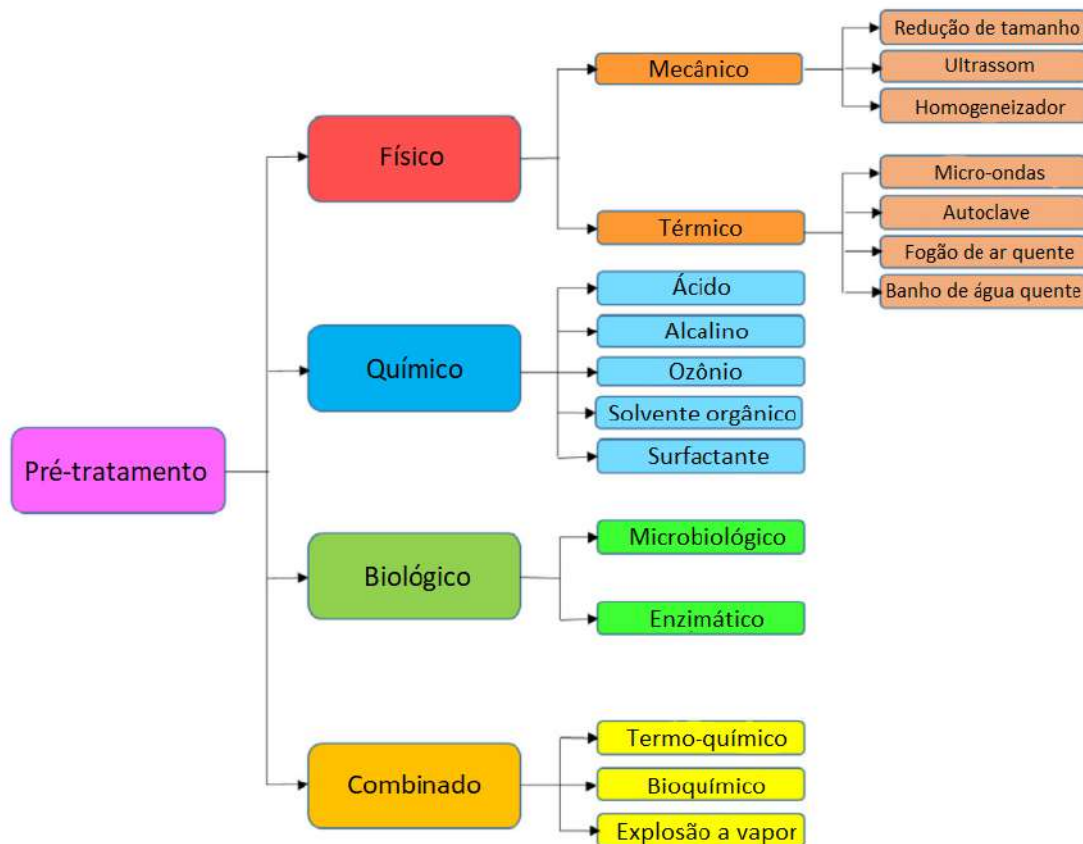 Pré-tratamento
Físico
Mecânico
Redução de tamanho
Ultrassom
Homogeneizador
Térmico
Micro-ondas
Autoclave
Fogão de ar quente
Banho de água quente
Químico
Ácido
Alcalino
Ozônio
Solvente orgânico
Surfactante
Biológico
Microbiológico
Enzimático
Combinado
Termo-químico
Bioquímico
Explosão a vapor